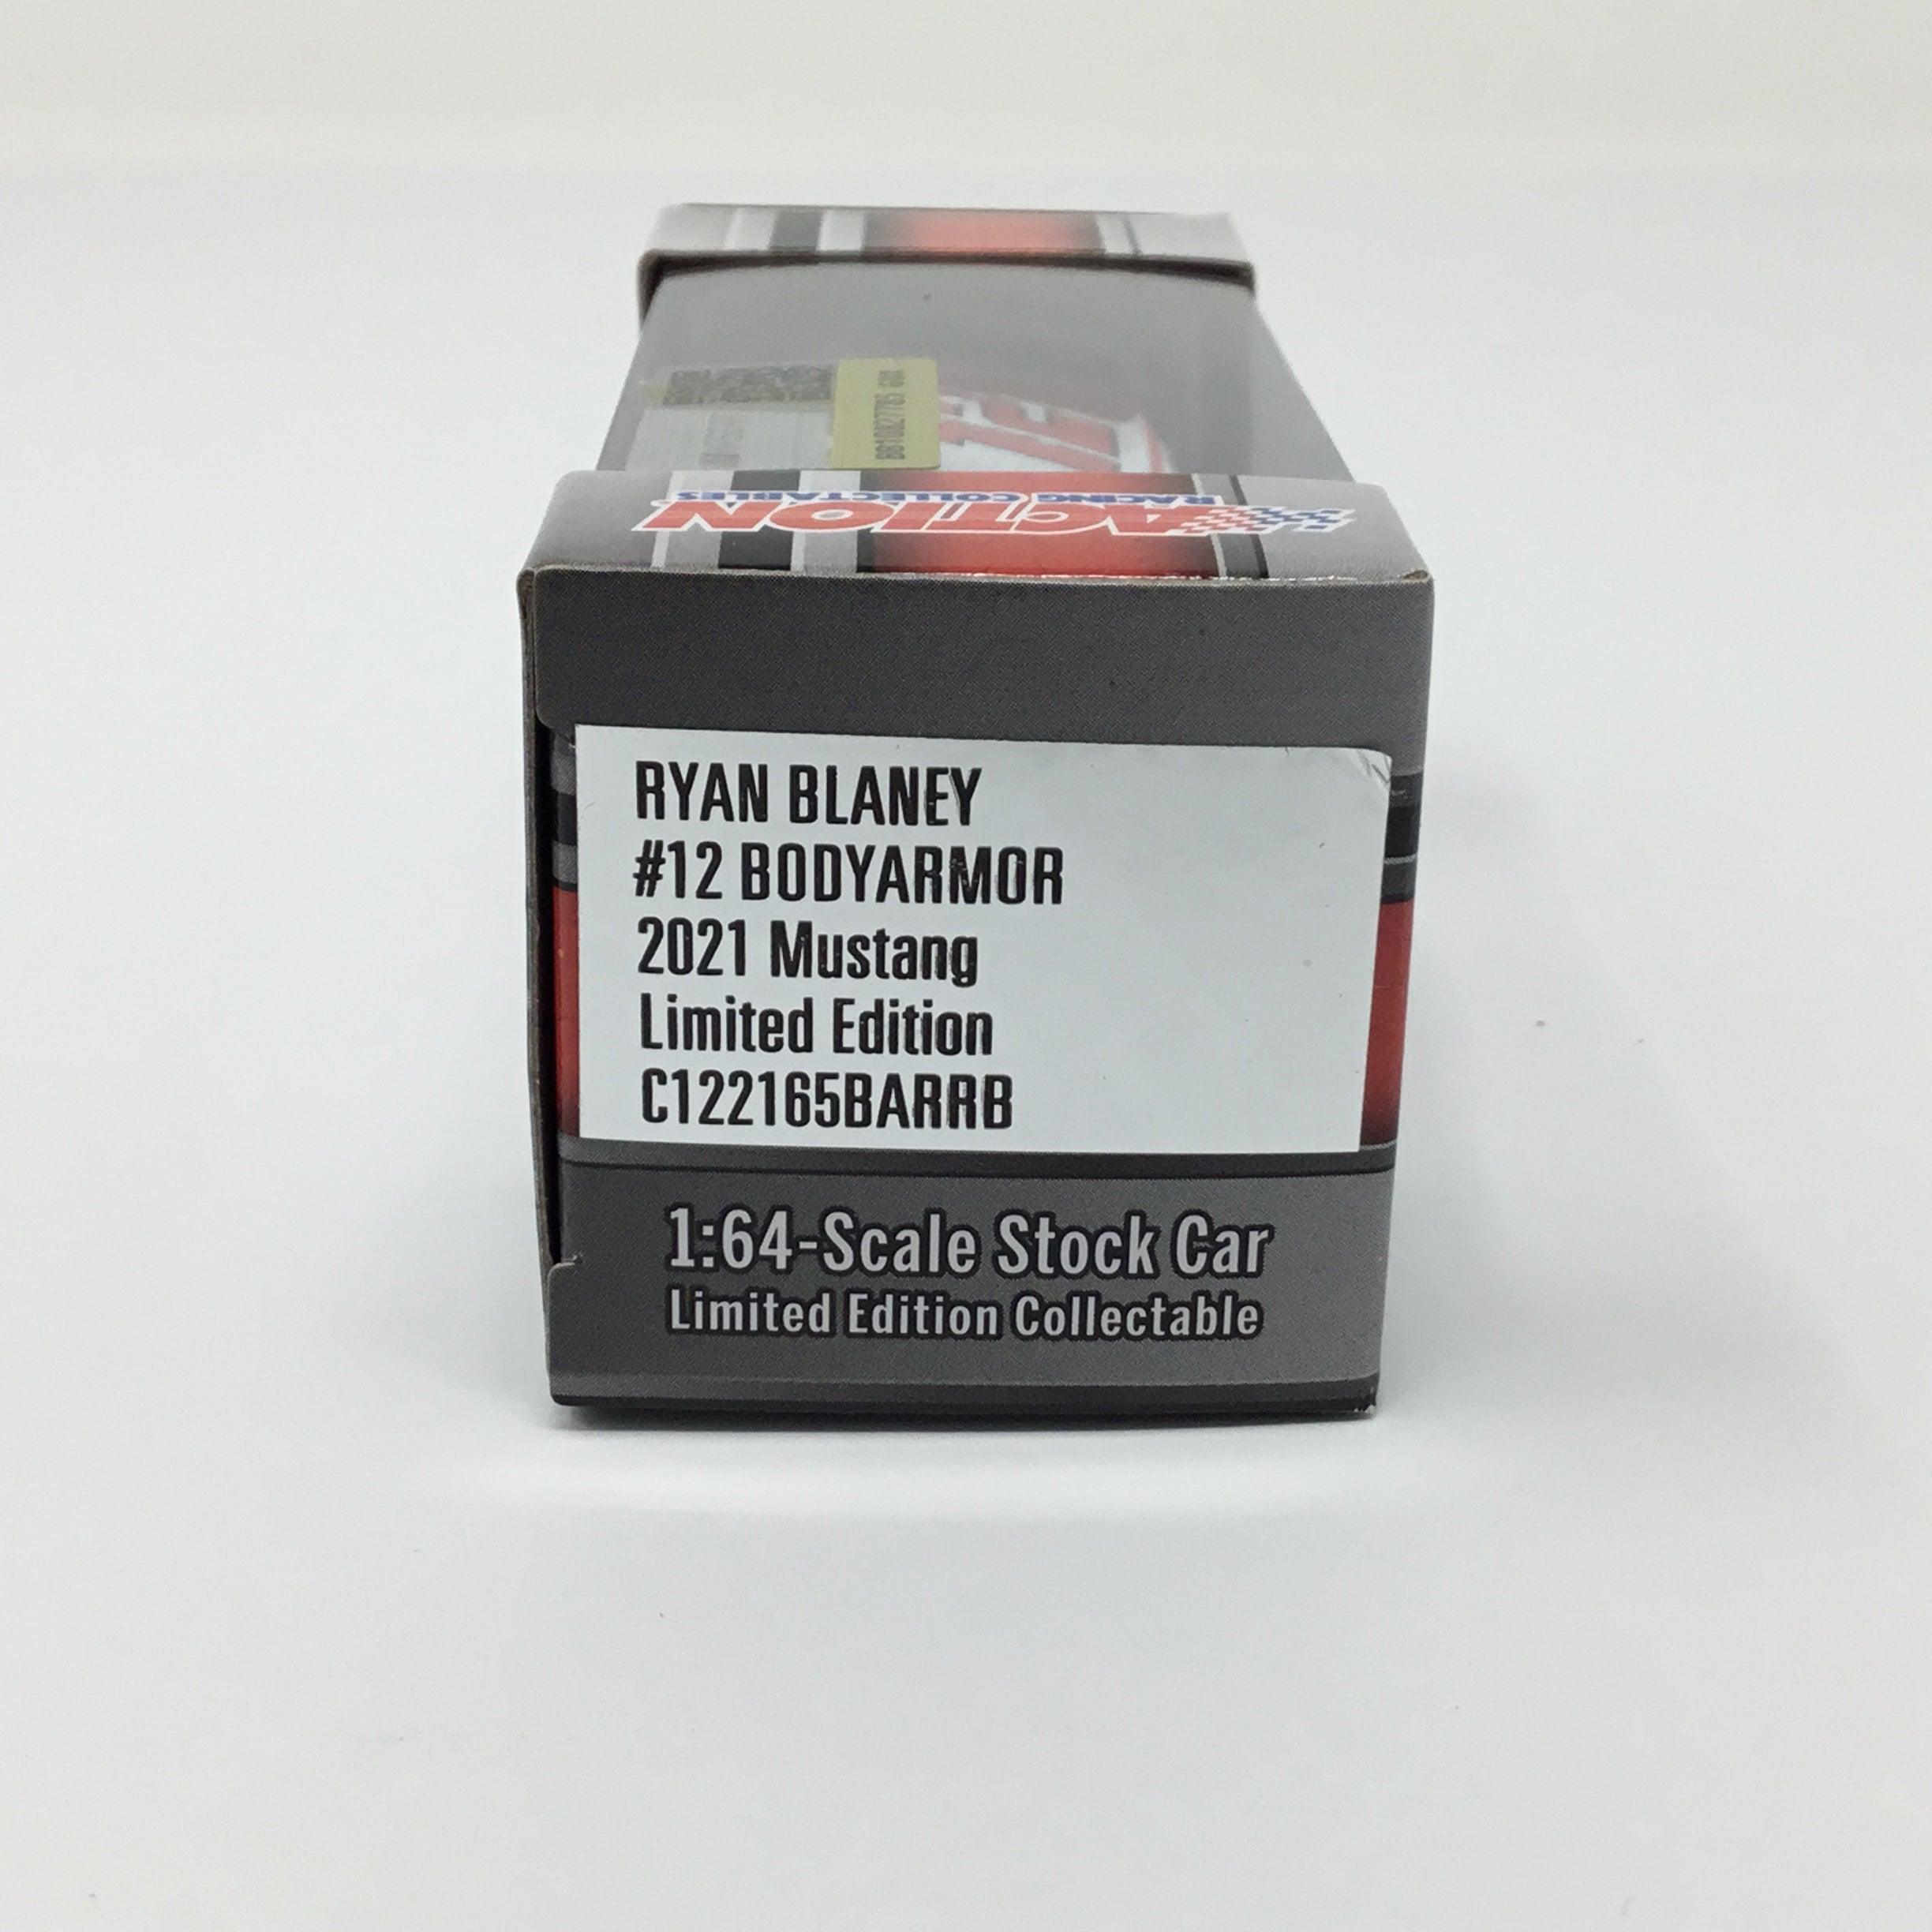 ACTION
RACING COLLECTABLES
RYAN BLANEY
#12 BODYARMOR
2021 Mustang
Limited Edition
C122165BARRB
1:64-Scale Stock Car
Limited Edition Collectable